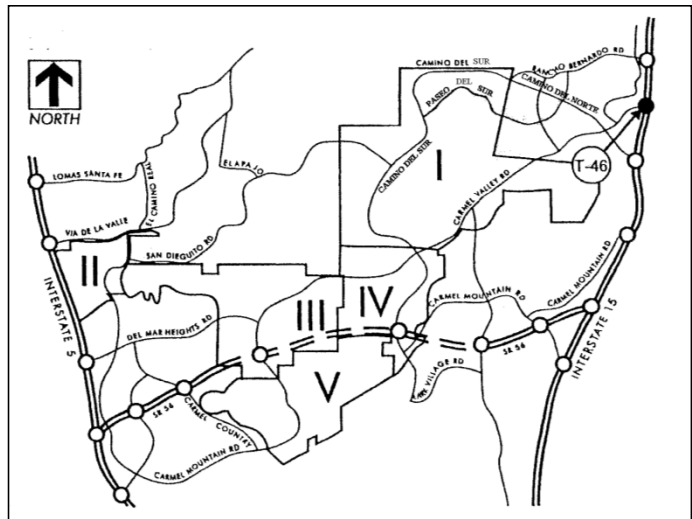 NORTH
CAMINO DEL SUR
RANCHO BERNARDO RD
PASEO DEL SUR
CAMINO DEL NORTE
LOMAS SANTA FE
EL CAMINO REAL
EL APAJO
CAMINO DEL SUR
I
T-46
CARMEL VALLEY RD
VIA DE LA VALLE
SAN DIEGUITO RD
II
INTERSTATE 5
III
IV
CARMEL MOUNTAIN RD
CARMEL MOUNTAIN RD
DEL MAR HEIGHTS RD
INTERSTATE 15
SR 56
V
VILLAGE RD
SR 56
CARMEL COUNTRY
CARMEL MOUNTAIN RD